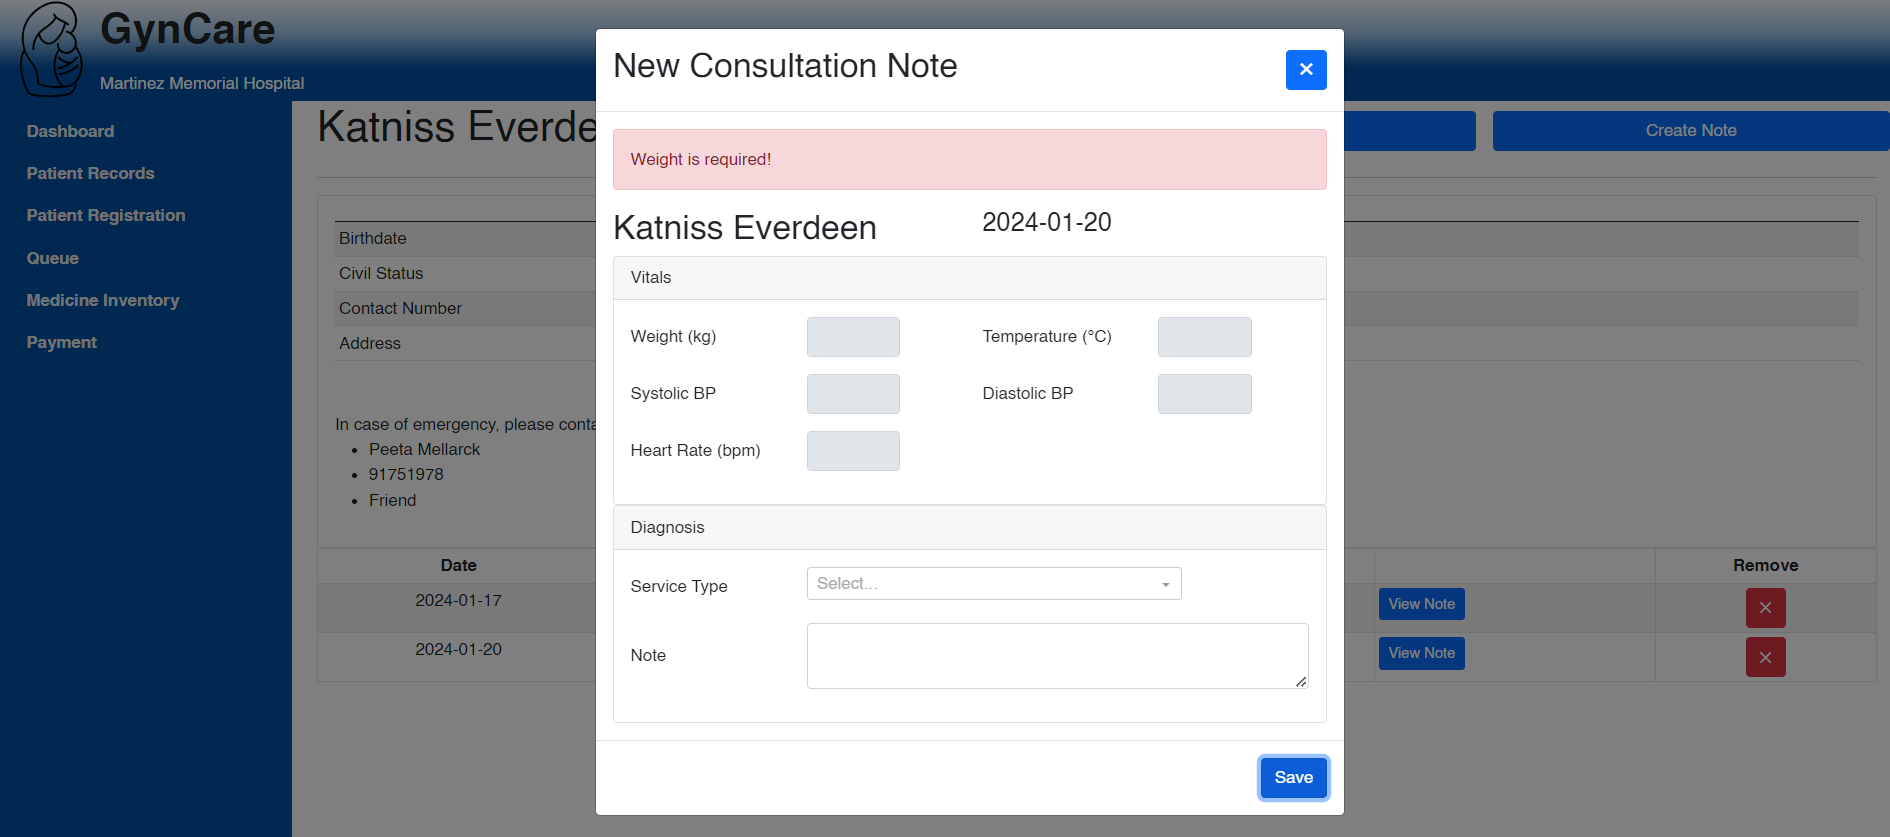 GynCare
Martinez Memorial Hospital
Dashboard
Patient Records
Patient Registration
Queue
Medicine Inventory
Payment
Katniss
Create Note
Birthdate
Civil Status
Contact Number
Address
In case of emergency, please
Peeta Mellarck
91751978
Friend
Date
Remove
2024-01-17
View Note
2024-01-20
View Note
New Consultation Note
Weight is required!
Katniss Everdeen
2024-01-20
Vitals
Weight (kg)
Temperature (°C)
Systolic BP
Diastolic BP
Heart Rate (bpm)
Diagnosis
Service Type
Select...
Note
Save